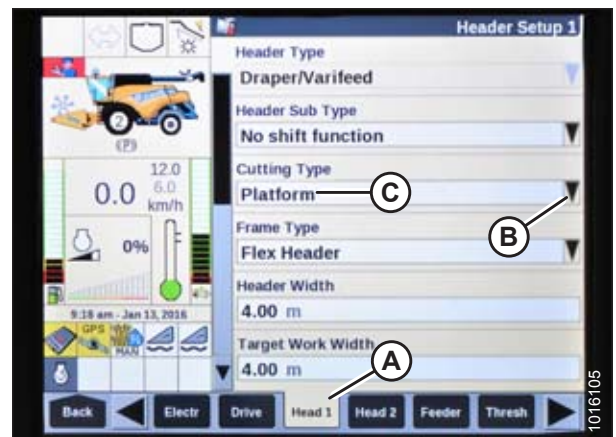 Header Setup 1
Header Type
Draper/Varifeed
Header Sub Type
No shift function
Cutting Type
Platform
C
B
Frame Type
Flex Header
Header Width
4.00 m
Target Work Width
4.00 m
A
2
(P)
12.0
0.0 6.0
km/h
0%
9:18 am - Jan 13, 2016
GPS
MAN
Back Electr Drive Head 1 Head 2 Feeder Thresh
1016105